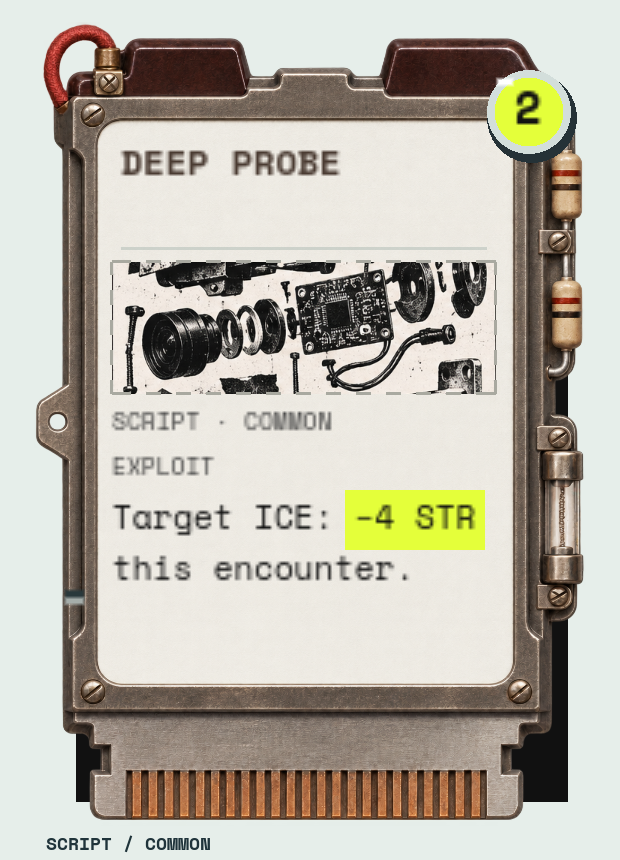 2
DEEP PROBE
SCRIPT · COMMON
EXPLOIT
Target ICE: -4 STR
this encounter.
SCRIPT / COMMON